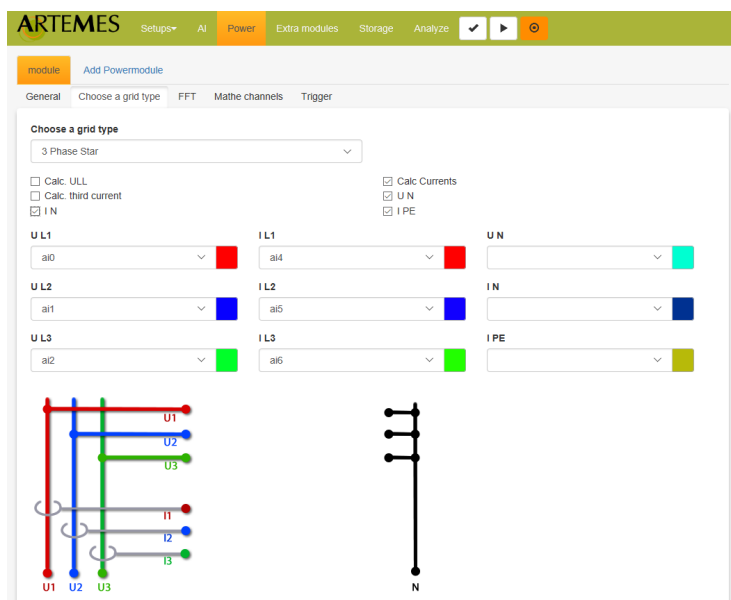 ARTEMES Setups AI Power Extra modules Storage Analyze
module Add Powermodule
General Choose a grid type FFT Mathe channels Trigger
Choose a grid type
3 Phase Star
Calc. ULL Calc Currents
Calc. third current U N
I N I PE
U L1 I L1 U N
ai0 ai4
U L2 I L2 I N
ai1 ai5
U L3 I L3 I PE
ai2 ai6
U1
U2
U3
I1
I2
I3
U1 U2 U3 N